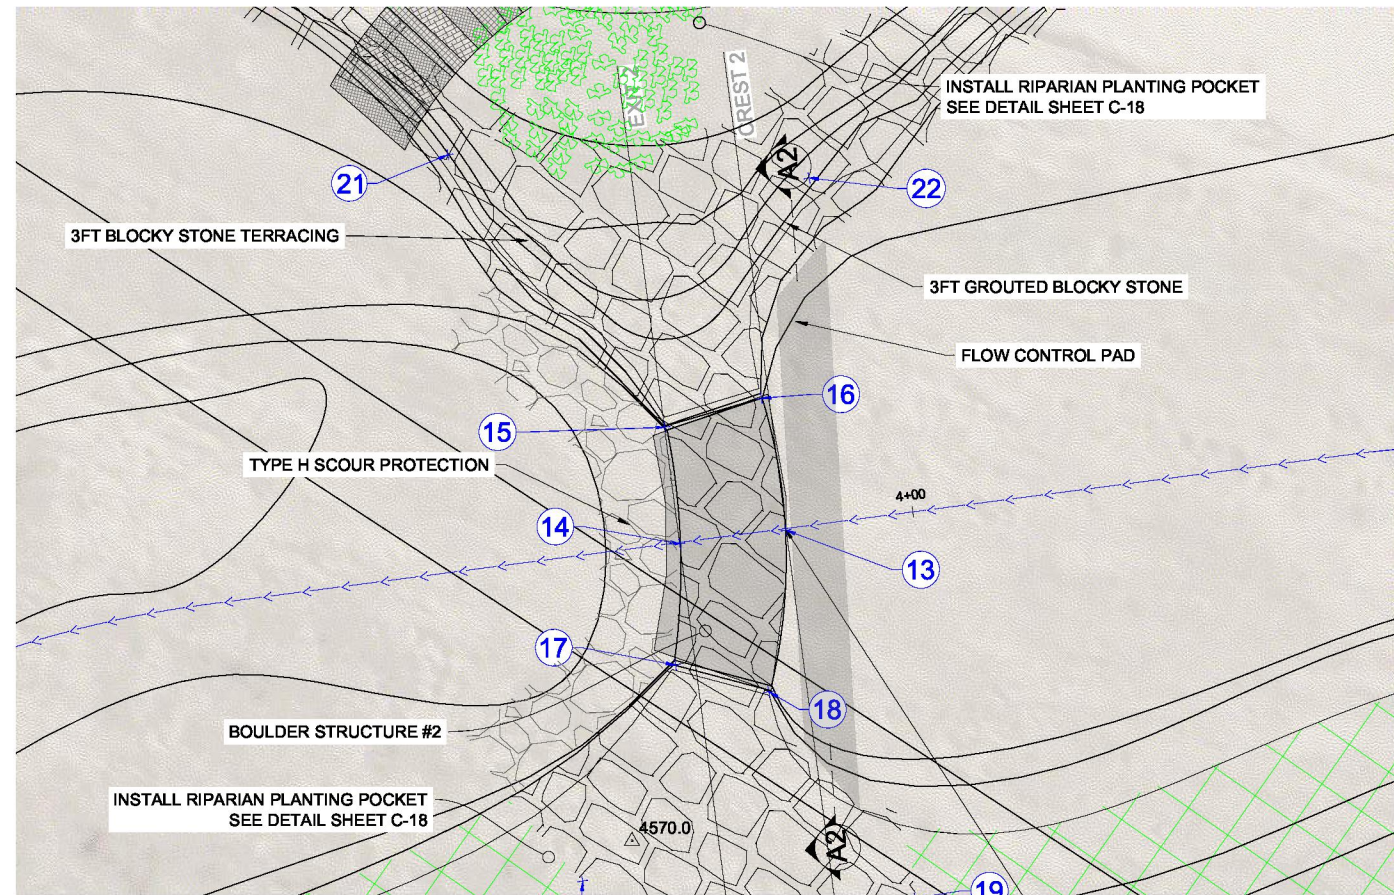 EXIT 2
CREST 2
INSTALL RIPARIAN PLANTING POCKET
SEE DETAIL SHEET C-18
A2
21
22
3FT BLOCKY STONE TERRACING
3FT GROUTED BLOCKY STONE
FLOW CONTROL PAD
16
15
TYPE H SCOUR PROTECTION
4+00
14
13
17
18
BOULDER STRUCTURE #2
INSTALL RIPARIAN PLANTING POCKET
SEE DETAIL SHEET C-18
4570.0
A2
19